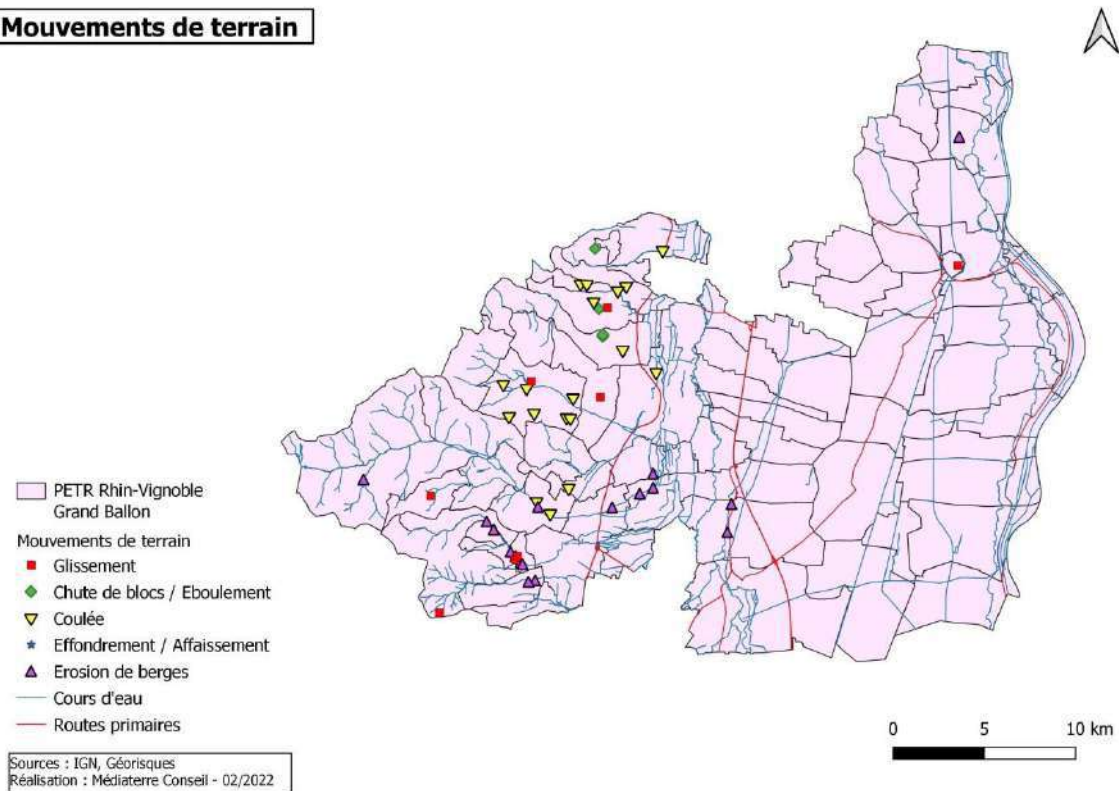 Mouvements de terrain
PETR Rhin-Vignoble
Grand Ballon
Mouvements de terrain
Glissement
Chute de blocs / Eboulement
Coulée
Effondrement / Affaissement
Erosion de berges
Cours d'eau
Routes primaires
0 5 10 km
Sources : IGN, Géorisques
Réalisation : Médiaterre Conseil - 02/2022